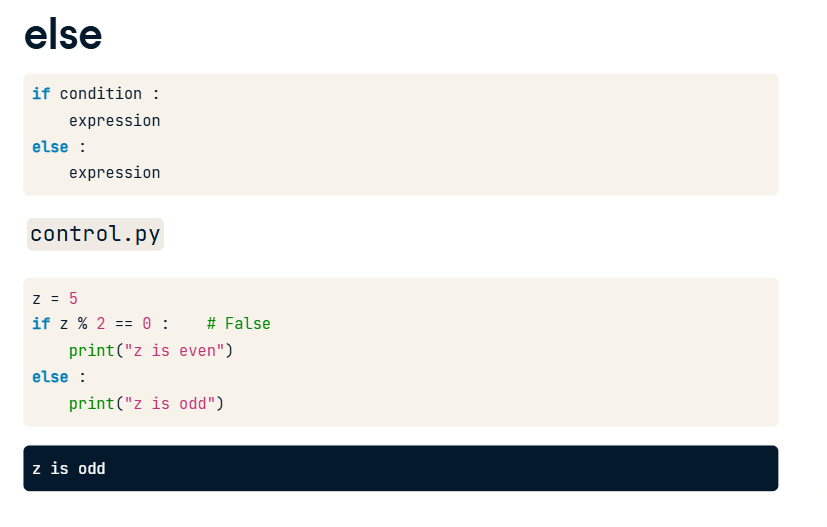 else
if condition :
    expression
else :
    expression
control.py
z = 5
if z % 2 == 0 :    # False
    print("z is even")
else :
    print("z is odd")
z is odd